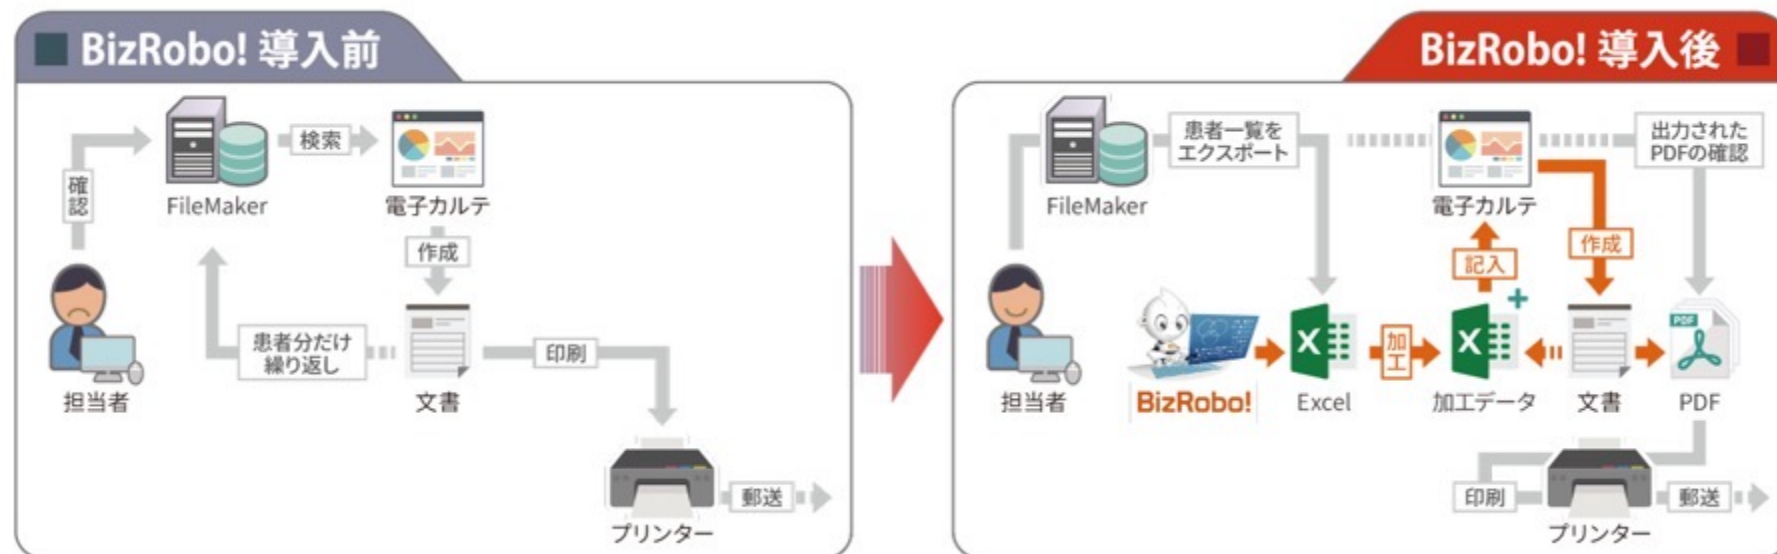 BizRobo! 導入前
確認
FileMaker
検索
電子カルテ
作成
担当者
患者分だけ
繰り返し
文書
印刷
プリンター
郵送
BizRobo! 導入後
FileMaker
患者一覧を
エクスポート
電子カルテ
出力された
PDFの確認
記入
作成
担当者
BizRobo!
Excel
加工
加工データ
文書
PDF
PDF
印刷
プリンター
郵送